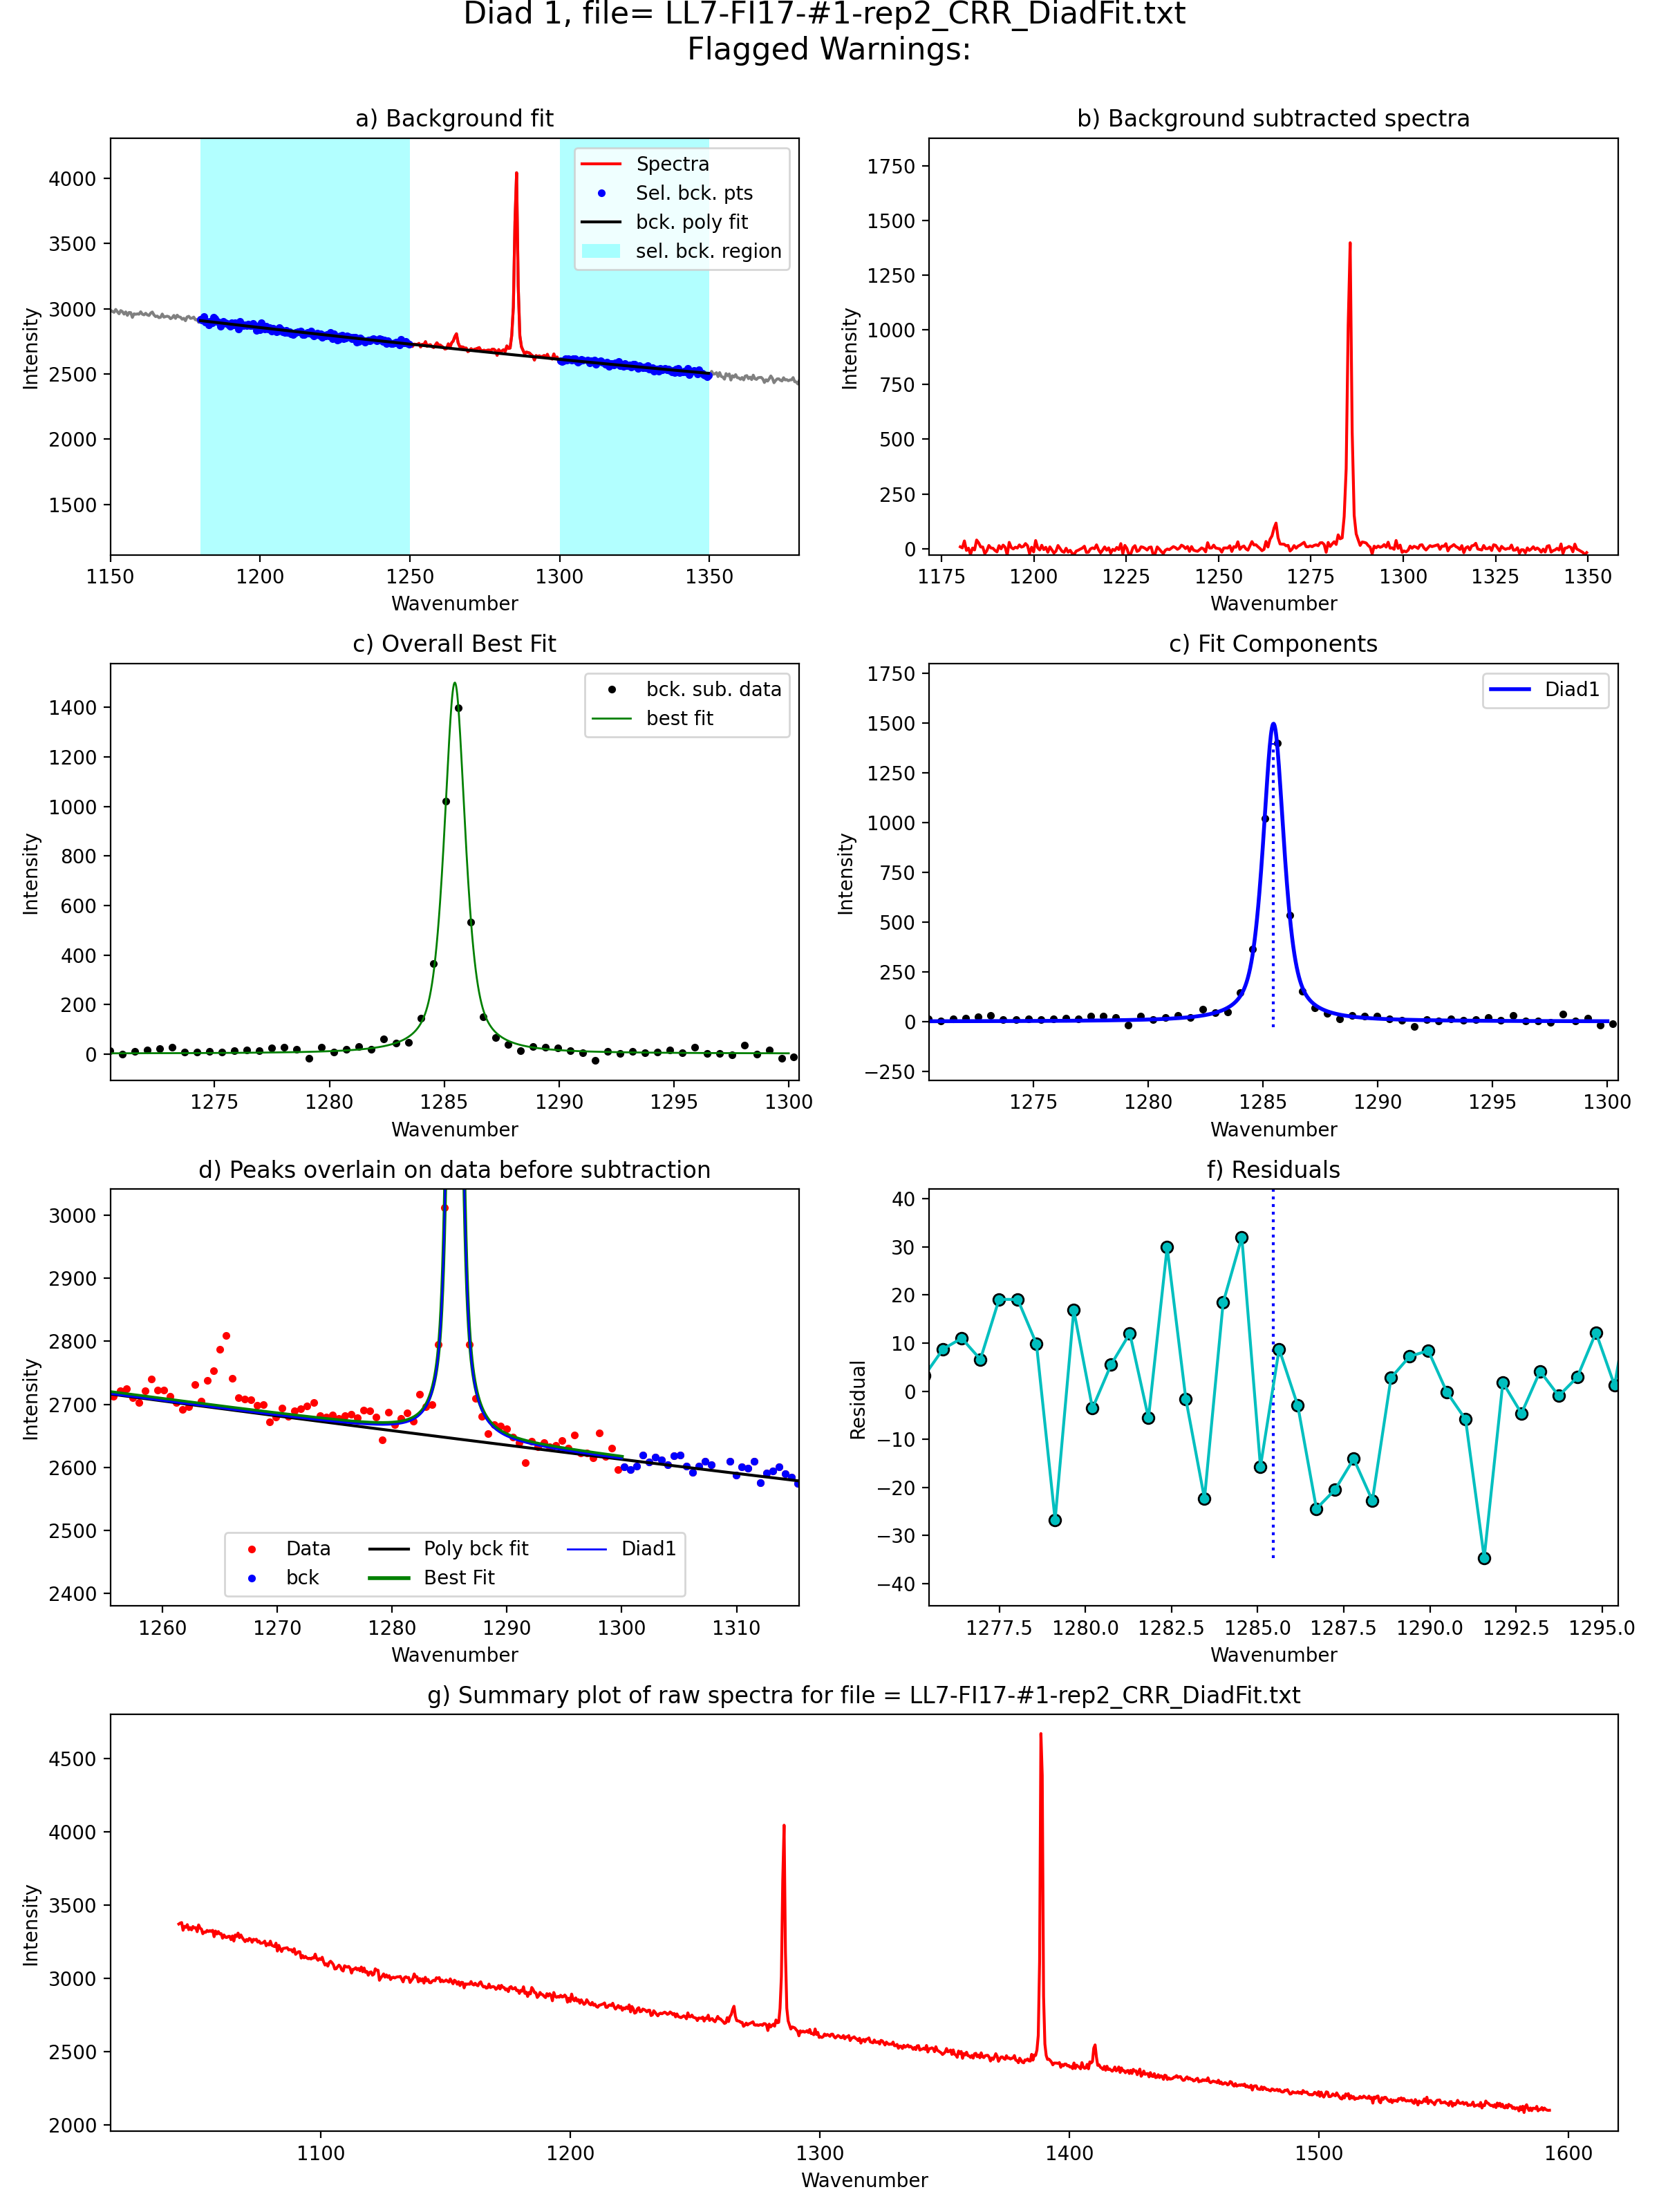 Diad 1, file= LL7-FI17-#1-rep2_CRR_DiadFit.txt
Flagged Warnings:
a) Background fit
Intensity
4000
3500
3000
2500
2000
1500
Spectra
Sel. bck. pts
bck. poly fit
sel. bck. region
1150 1200 1250 1300 1350
Wavenumber
b) Background subtracted spectra
Intensity
1750
1500
1250
1000
750
500
250
0
1175 1200 1225 1250 1275 1300 1325 1350
Wavenumber
c) Overall Best Fit
Intensity
1400
1200
1000
800
600
400
200
0
bck. sub. data
best fit
1275 1280 1285 1290 1295 1300
Wavenumber
c) Fit Components
Intensity
1750
1500
1250
1000
750
500
250
0
−250
Diad1
1275 1280 1285 1290 1295 1300
Wavenumber
d) Peaks overlain on data before subtraction
Intensity
3000
2900
2800
2700
2600
2500
2400
Data Poly bck fit Diad1
bck Best Fit
1260 1270 1280 1290 1300 1310
Wavenumber
f) Residuals
Residual
40
30
20
10
0
−10
−20
−30
−40
1277.5 1280.0 1282.5 1285.0 1287.5 1290.0 1292.5 1295.0
Wavenumber
g) Summary plot of raw spectra for file = LL7-FI17-#1-rep2_CRR_DiadFit.txt
Intensity
4500
4000
3500
3000
2500
2000
1100 1200 1300 1400 1500 1600
Wavenumber